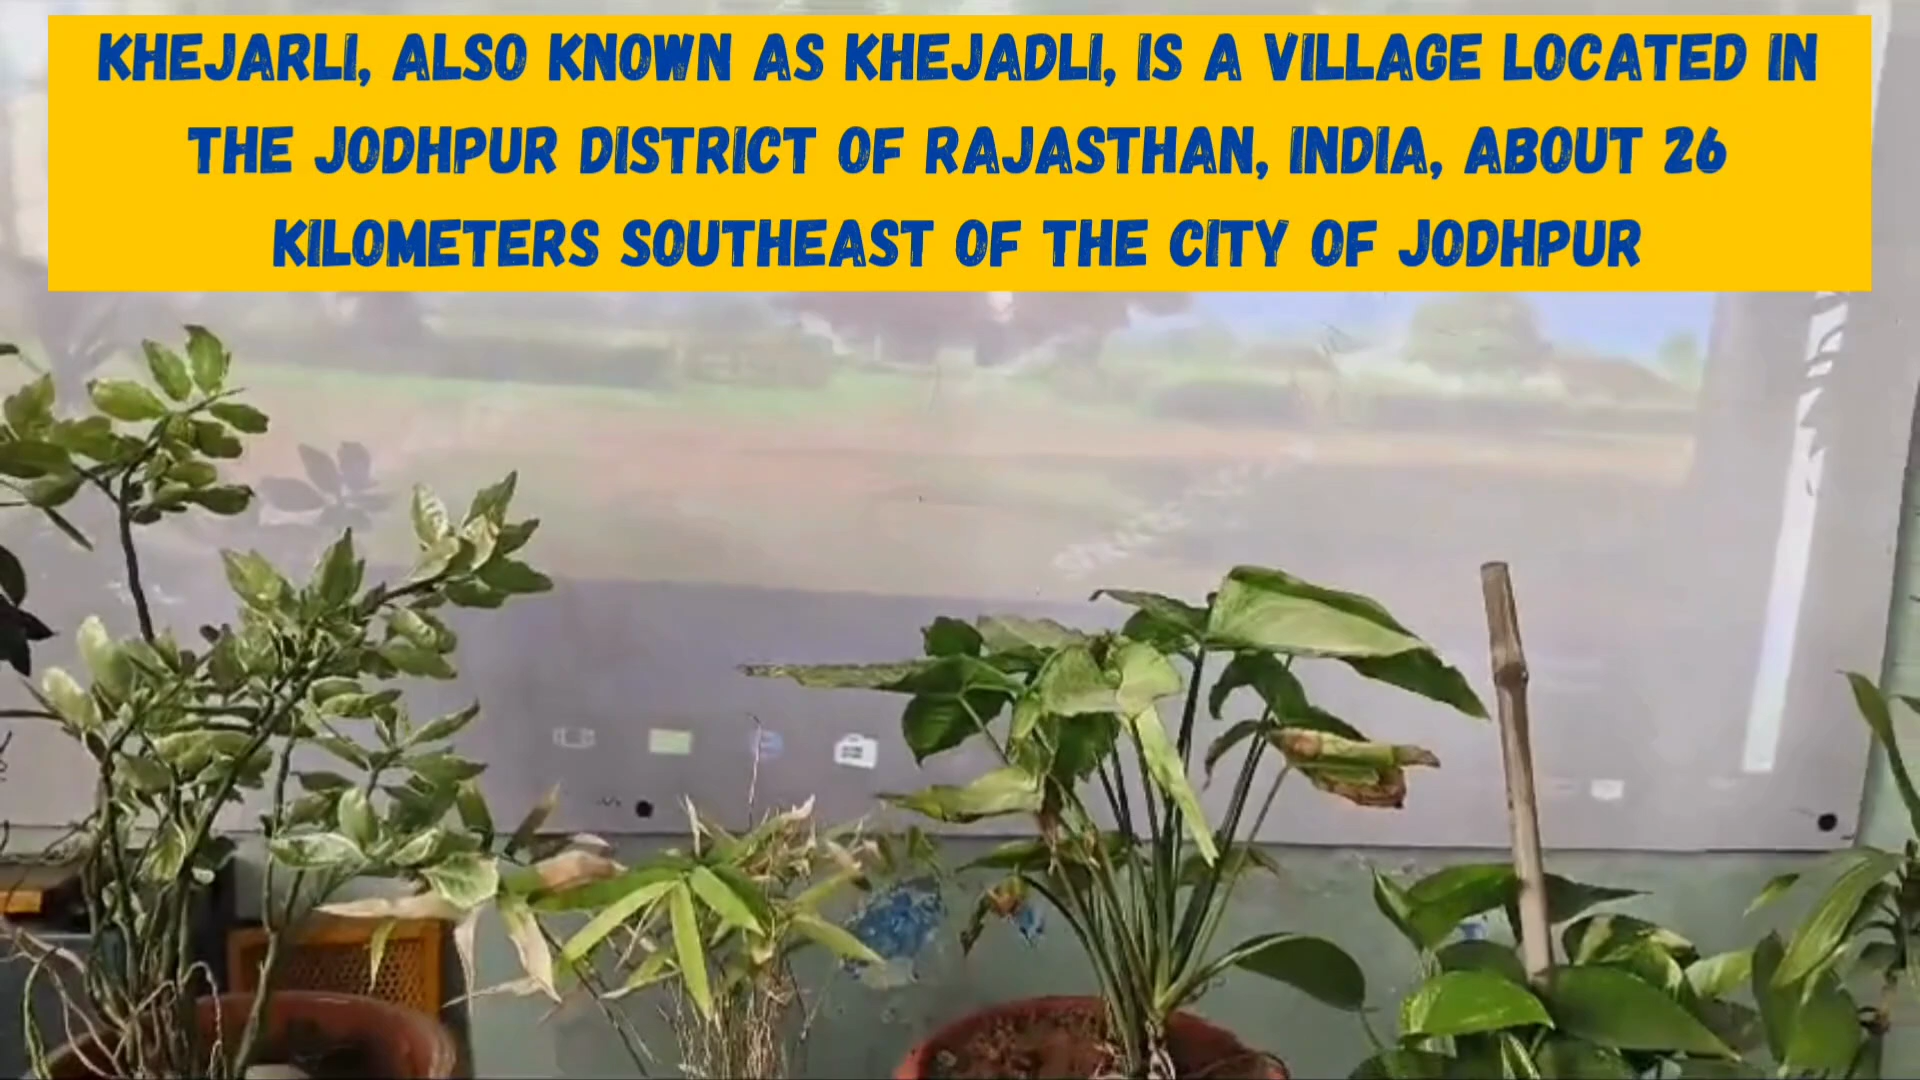 KHEJARLI, ALSO KNOWN AS KHEJADLI, IS A VILLAGE LOCATED IN
THE JODHPUR DISTRICT OF RAJASTHAN, INDIA, ABOUT 26
KILOMETERS SOUTHEAST OF THE CITY OF JODHPUR